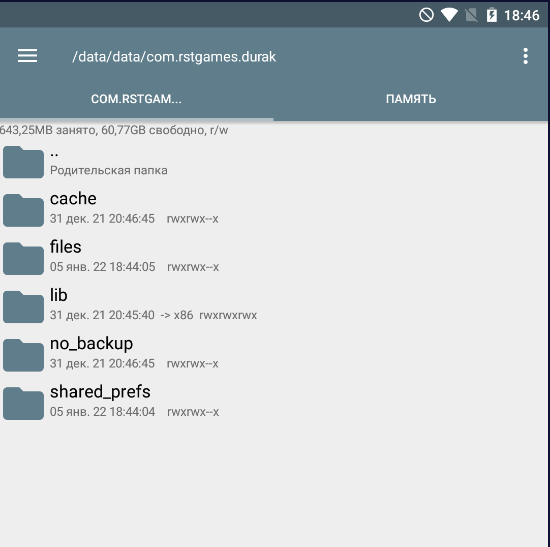 18:46
/data/data/com.rstgames.durak
COM.RSTGAM... ПАМЯТЬ
643,25MB занято, 60,77GB свободно, r/w
..
Родительская папка
cache
31 дек. 21 20:46:45 rwxrwx--x
files
05 янв. 22 18:44:05 rwxrwx--x
lib
31 дек. 21 20:45:40 -> x86 rwxrwxrwx
no_backup
31 дек. 21 20:46:45 rwxrwx--x
shared_prefs
05 янв. 22 18:44:04 rwxrwx--x